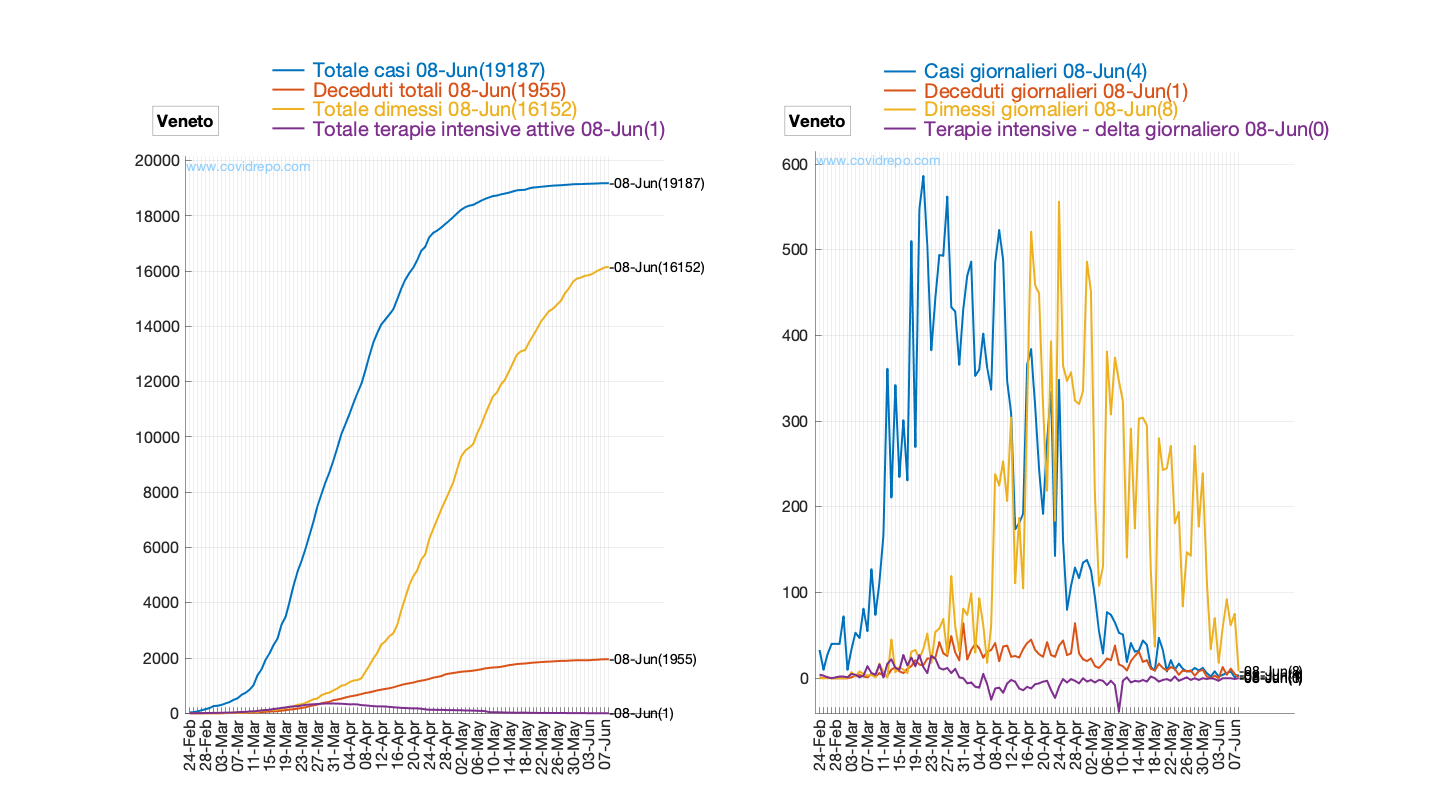 Totale casi 08-Jun(19187)
Deceduti totali 08-Jun(1955)
Totale dimessi 08-Jun(16152)
Totale terapie intensive attive 08-Jun(1)
Veneto
www.covidrepo.com
20000
18000
16000
14000
12000
10000
8000
6000
4000
2000
0
-08-Jun(19187)
-08-Jun(16152)
-08-Jun(1955)
-08-Jun(1)
24-Feb
28-Feb
03-Mar
07-Mar
11-Mar
15-Mar
19-Mar
23-Mar
27-Mar
31-Mar
04-Apr
08-Apr
12-Apr
16-Apr
20-Apr
24-Apr
28-Apr
02-May
06-May
10-May
14-May
18-May
22-May
26-May
30-May
03-Jun
07-Jun
Casi giornalieri 08-Jun(4)
Deceduti giornalieri 08-Jun(1)
Dimessi giornalieri 08-Jun(8)
Terapie intensive - delta giornaliero 08-Jun(0)
Veneto
www.covidrepo.com
600
500
400
300
200
100
0
24-Feb
28-Feb
03-Mar
07-Mar
11-Mar
15-Mar
19-Mar
23-Mar
27-Mar
31-Mar
04-Apr
08-Apr
12-Apr
16-Apr
20-Apr
24-Apr
28-Apr
02-May
06-May
10-May
14-May
18-May
22-May
26-May
30-May
03-Jun
07-Jun